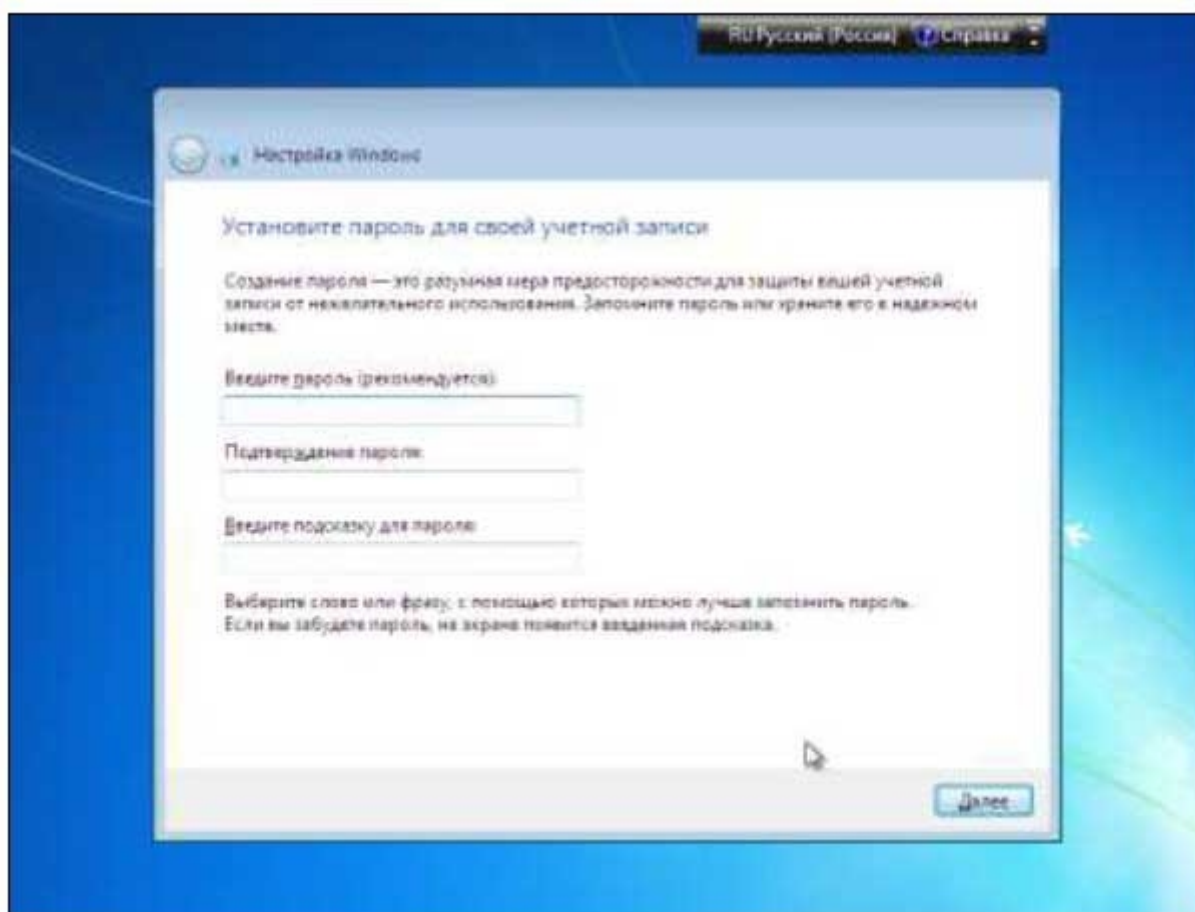 RU Русский (Россия) Справка
Настройка Windows
Установите пароль для своей учетной записи
Создание пароля — это разумная мера предосторожности для защиты вашей учетной
записи от нежелательного использования. Запомните пароль или храните его в надежном
месте.
Введите пароль (рекомендуется):
Подтверждение пароля:
Введите подсказку для пароля:
Выберите слово или фразу, с помощью которых можно лучше запомнить пароль.
Если вы забудете пароль, на экране появится введенная подсказка.
Далее